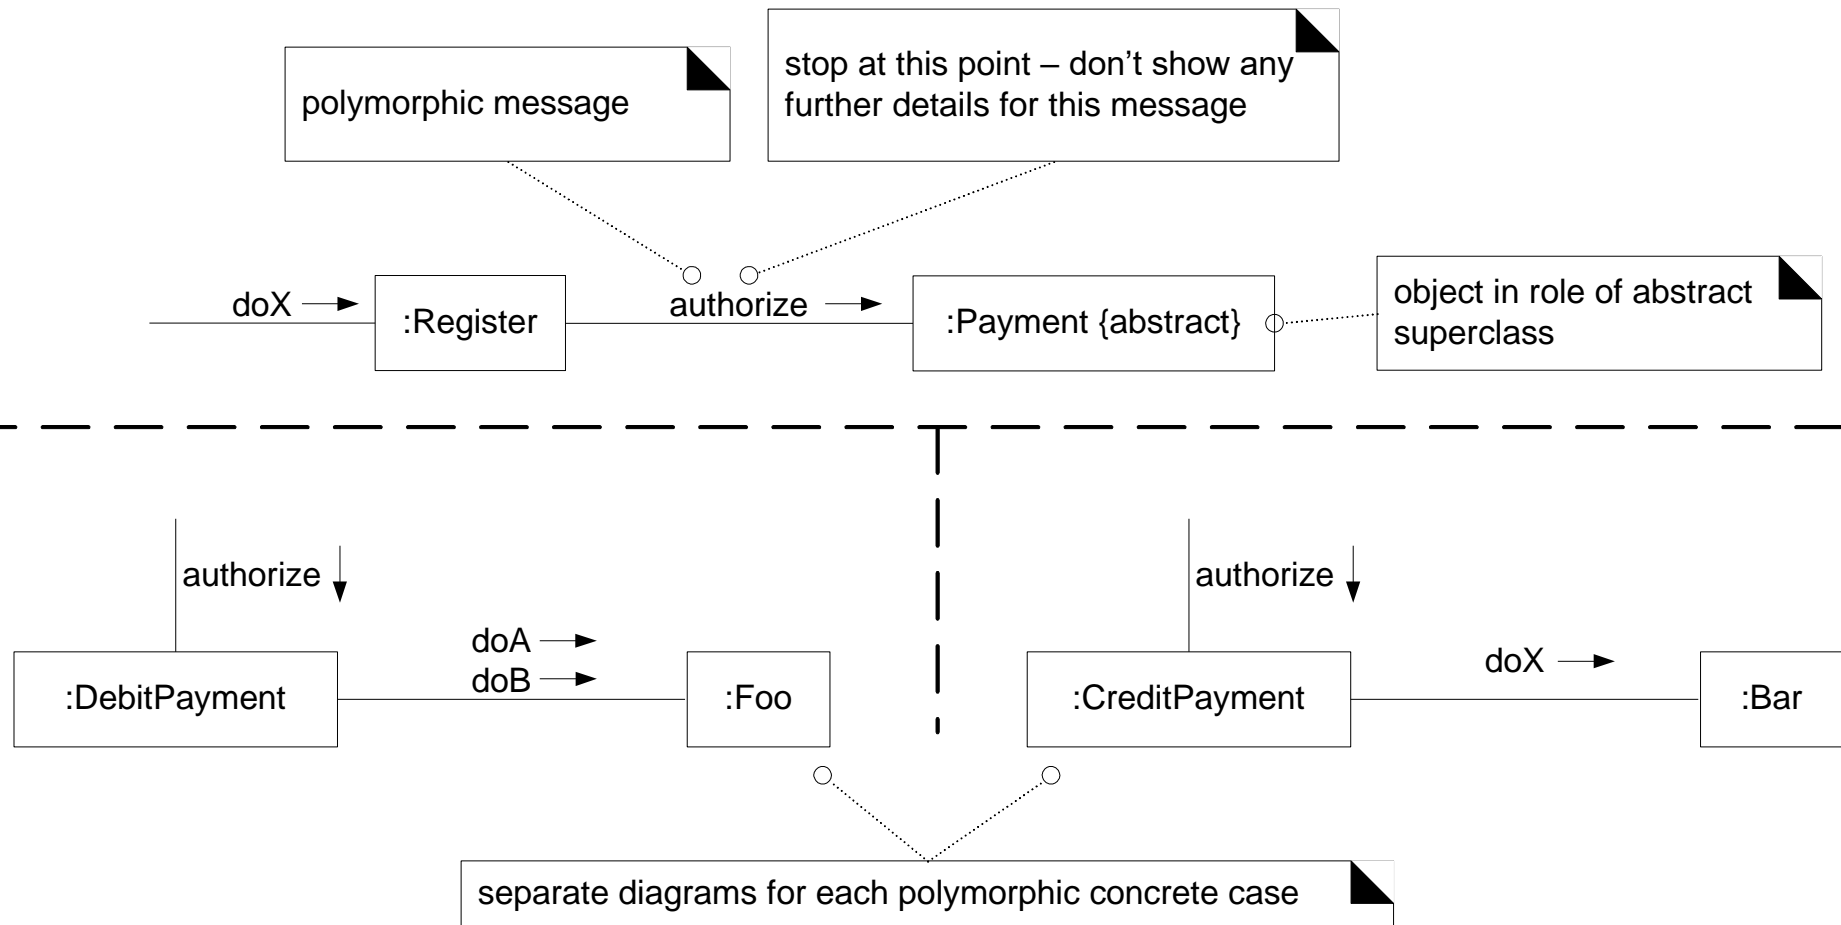 polymorphic message
stop at this point – don't show any
further details for this message
doX
:Register
authorize
:Payment {abstract}
object in role of abstract
superclass
authorize
doA
doB
:DebitPayment
:Foo
authorize
doX
:CreditPayment
:Bar
separate diagrams for each polymorphic concrete case